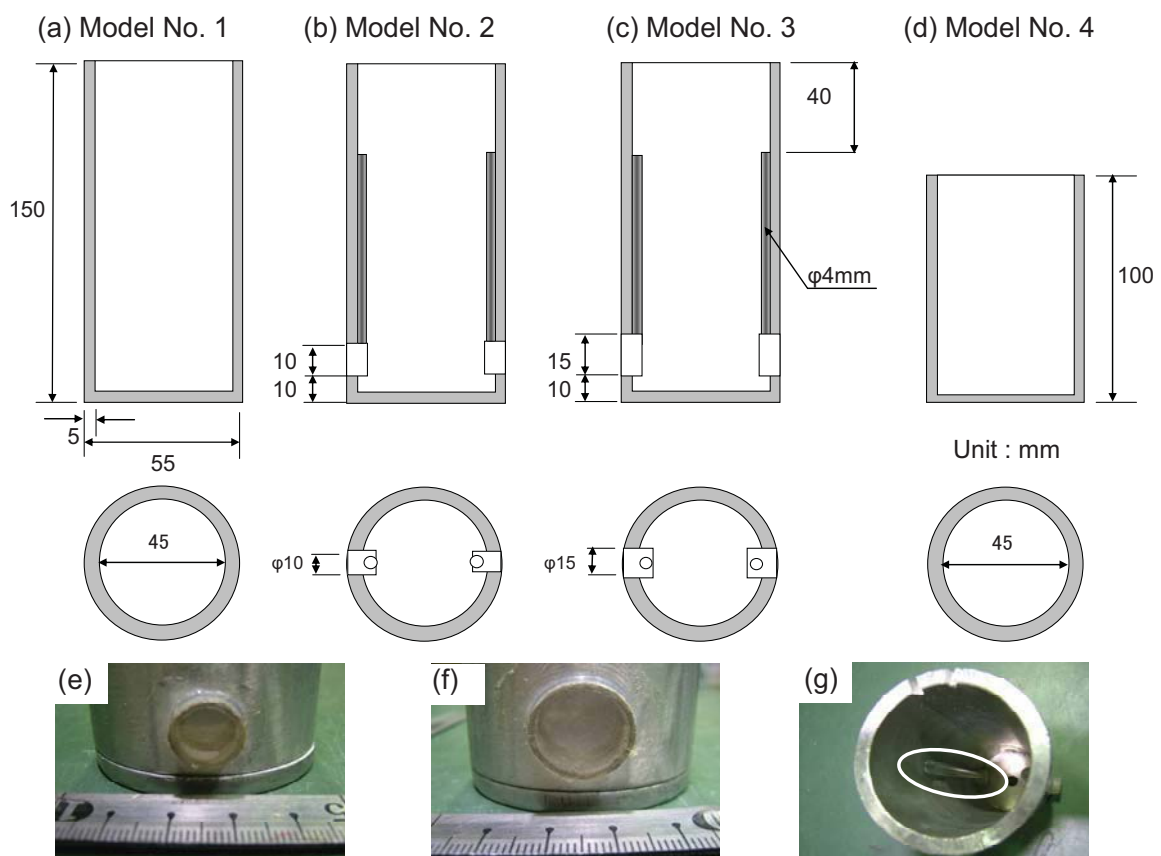 (a) Model No. 1
(b) Model No. 2
(c) Model No. 3
(d) Model No. 4
40
150
φ4mm
100
10
10
15
10
5
55
Unit : mm
45
φ10
φ15
45
(e)
(f)
(g)